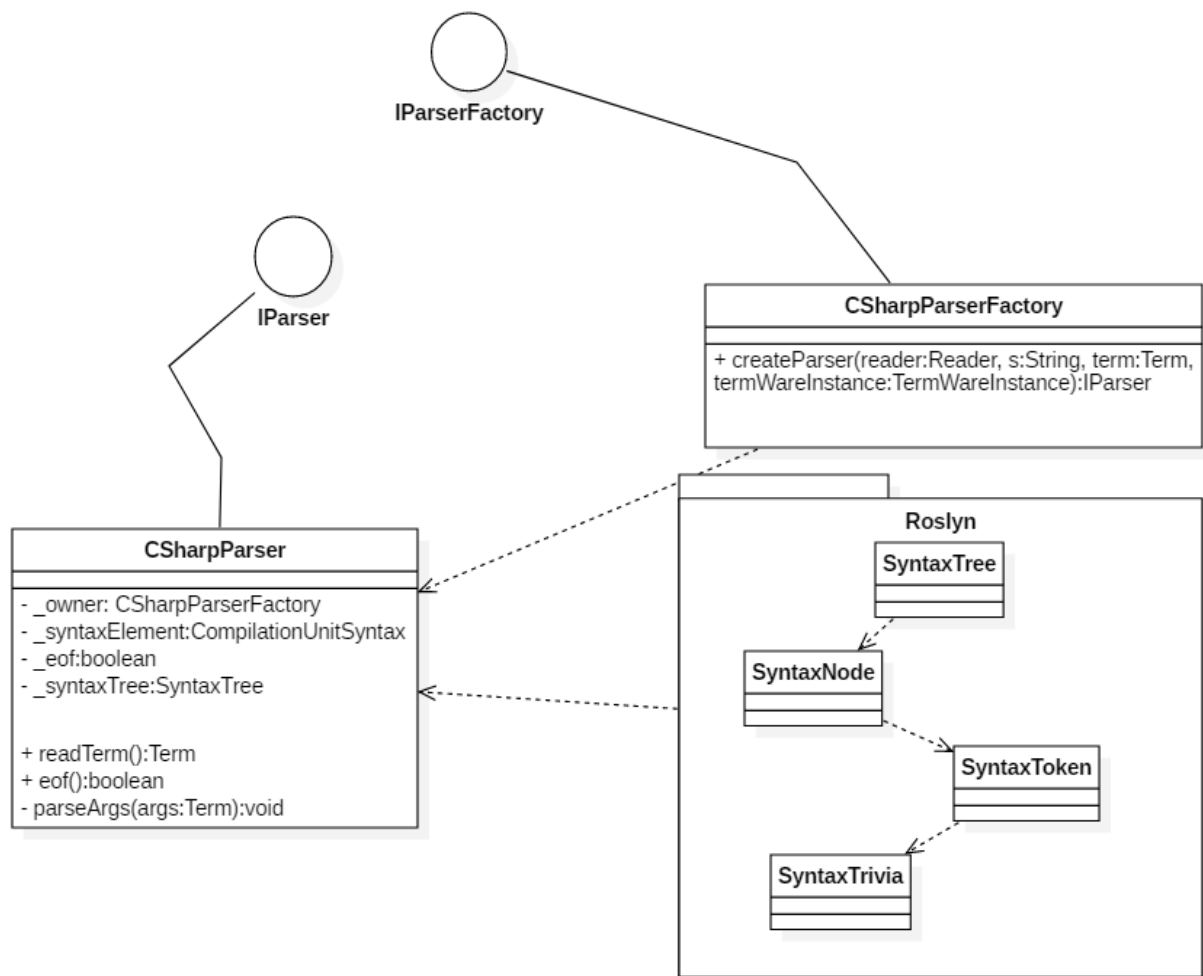 IParserFactory
IParser
CSharpParserFactory
+ createParser(reader:Reader, s:String, term:Term,
termWareInstance:TermWareInstance):IParser
CSharpParser
- _owner: CSharpParserFactory
- _syntaxElement:CompilationUnitSyntax
- _eof:boolean
- _syntaxTree:SyntaxTree
+ readTerm():Term
+ eof():boolean
- parseArgs(args:Term):void
Roslyn
SyntaxTree
SyntaxNode
SyntaxToken
SyntaxTrivia